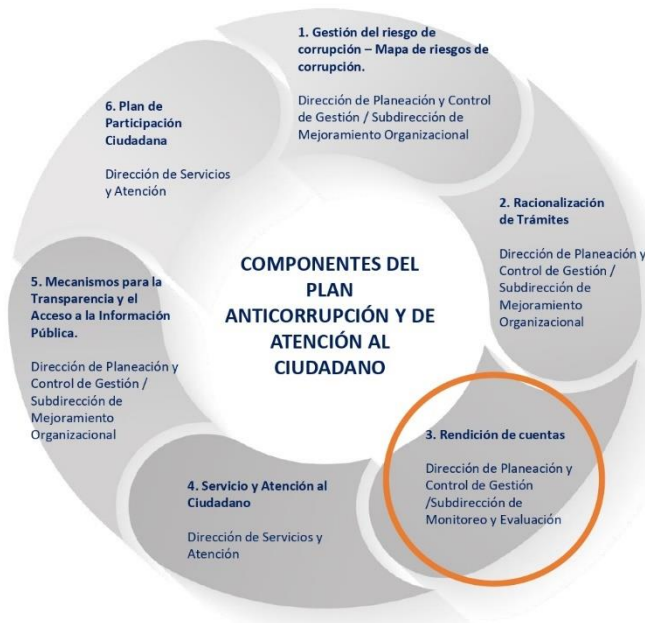 1. Gestión del riesgo de
corrupción – Mapa de riesgos de
corrupción.
Dirección de Planeación y Control
de Gestión / Subdirección de
Mejoramiento Organizacional
2. Racionalización
de Trámites
Dirección de Planeación y
Control de Gestión /
Subdirección de
Mejoramiento
Organizacional
3. Rendición de cuentas
Dirección de Planeación y
Control de Gestión
/Subdirección de
Monitoreo y Evaluación
4. Servicio y Atención al
Ciudadano
Dirección de Servicios y
Atención
5. Mecanismos para la
Transparencia y el
Acceso a la Información
Pública.
Dirección de Planeación y
Control de Gestión /
Subdirección de
Mejoramiento
Organizacional
6. Plan de
Participación
Ciudadana
Dirección de Servicios
y Atención
COMPONENTES DEL
PLAN
ANTICORRUPCIÓN Y DE
ATENCIÓN AL
CIUDADANO